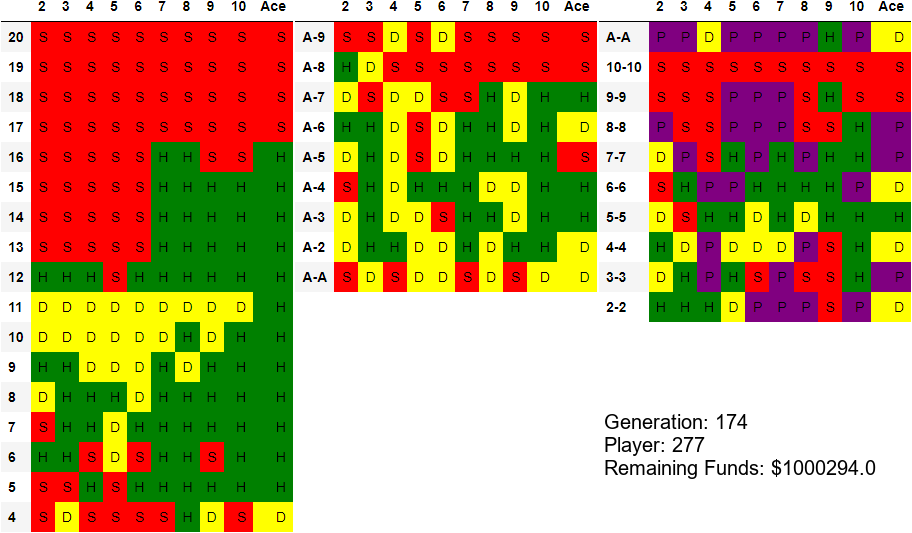 2 3 4 5 6 7 8 9 10 Ace
20 S S S S S S S S S S
19 S S S S S S S S S S
18 S S S S S S S S S S
17 S S S S S S S S S S
16 S S S S S H H S S H
15 S S S S S H H H H H
14 S S S S S H H H H H
13 S S S S S H H H H H
12 H H H S H H H H H H
11 D D D D D D D D D H
10 D D D D D D H D H H
9 H H D D D H D H H H
8 D H H H D H H H H H
7 S H H D H H H H H H
6 H H S D S H H S H H
5 S S H S H H H H H H
4 S D S S S S H D S D
2 3 4 5 6 7 8 9 10 Ace
A-9 S S D S D S S S S S
A-8 H D S S S S S S S S
A-7 D S D D S S H D H H
A-6 H H D S D H H D H D
A-5 D H D S D H H H H S
A-4 S H D H H H D D H H
A-3 D H D D S H H D H H
A-2 D H H D D H D H H D
A-A S D S D D S D S D D
2 3 4 5 6 7 8 9 10 Ace
A-A P P D P P P P H P D
10-10 S S S S S S S S S S
9-9 S S S P P P S H S S
8-8 P S S P P P S S H P
7-7 D P S H P H P H H P
6-6 S H P P H H H H P D
5-5 D S H H D H D H H H
4-4 H D P D D D P S H D
3-3 D H P H S P S S H P
2-2 H H H D P P P S P D
Generation: 174
Player: 277
Remaining Funds: $1000294.0